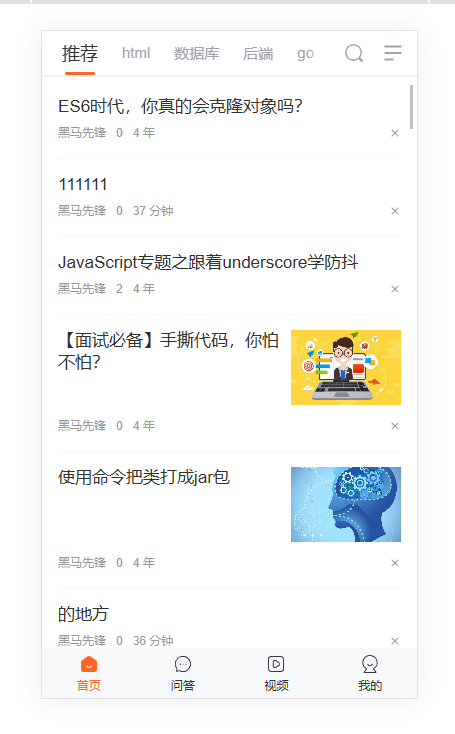 推荐 html 数据库 后端 go
ES6时代，你真的会克隆对象吗？
黑马先锋 0 4 年 ×
111111
黑马先锋 0 37 分钟 ×
JavaScript专题之跟着underscore学防抖
黑马先锋 2 4 年 ×
【面试必备】手撕代码，你怕
不怕？
黑马先锋 0 4 年 ×
使用命令把类打成jar包
黑马先锋 0 4 年 ×
的地方
黑马先锋 0 36 分钟 ×
首页 问答 视频 我的